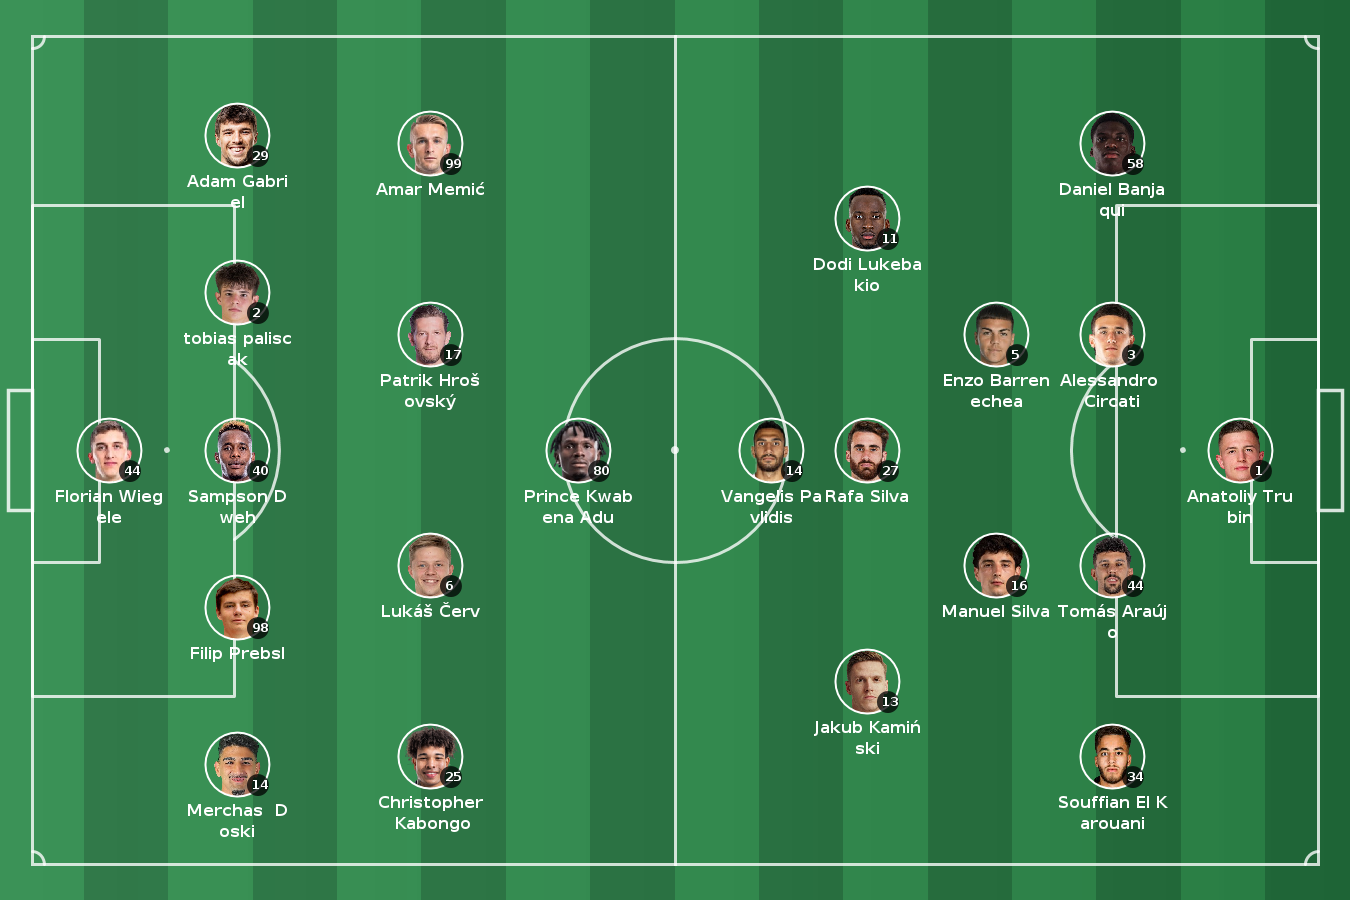 29
Adam Gabri
el
99
Amar Memić
58
Daniel Banja
qui
11
Dodi Lukeba
kio
2
tobias palisc
ak
17
Patrik Hroš
ovský
5
Enzo Barren
echea
3
Alessandro
Circati
44
Florian Wieg
ele
40
Sampson D
weh
80
Prince Kwab
ena Adu
14
Vangelis Pa
vlidis
27
Rafa Silva
1
Anatoliy Tru
bin
98
Filip Prebsl
6
Lukáš Červ
16
Manuel Silva
44
Tomás Araúj
o
13
Jakub Kamiń
ski
14
Merchas  D
oski
25
Christopher
Kabongo
34
Souffian El K
arouani